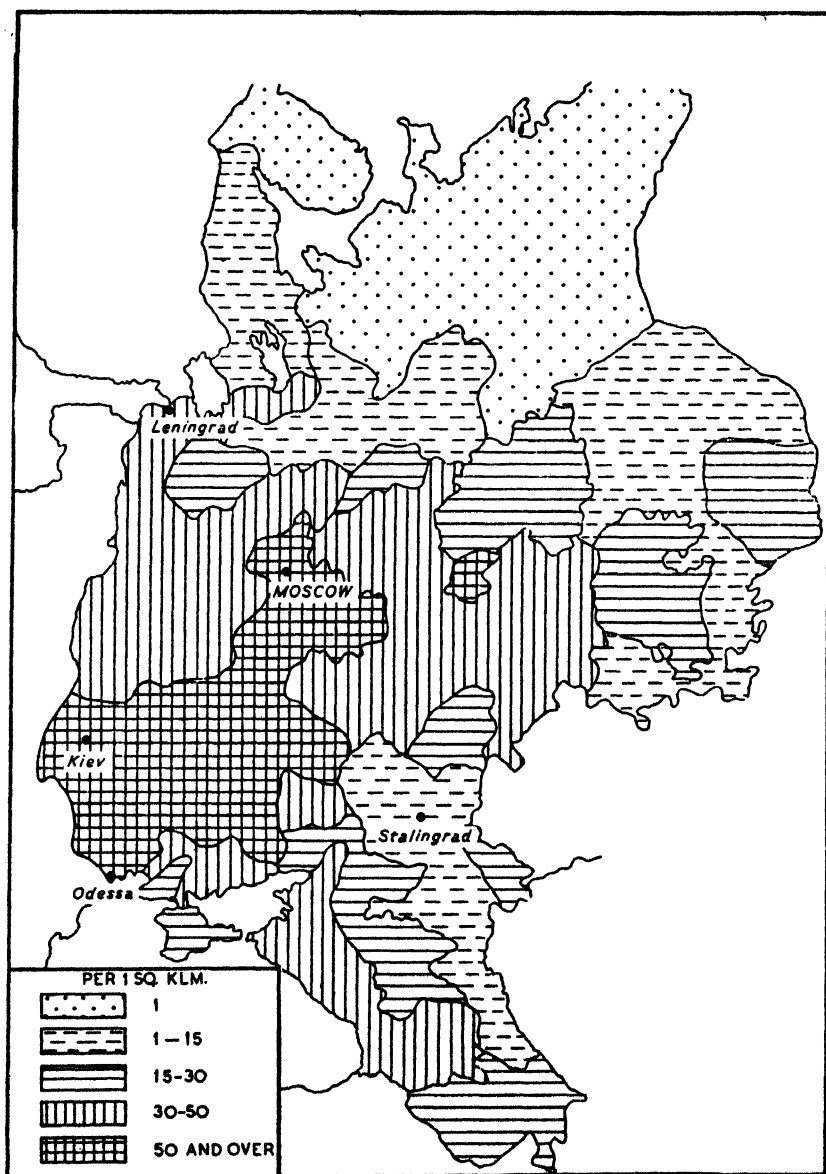 Leningrad
MOSCOW
Kiev
Stalingrad
Odessa
PER 1 SQ. KLM.
1
1-15
15-30
30-50
50 AND OVER